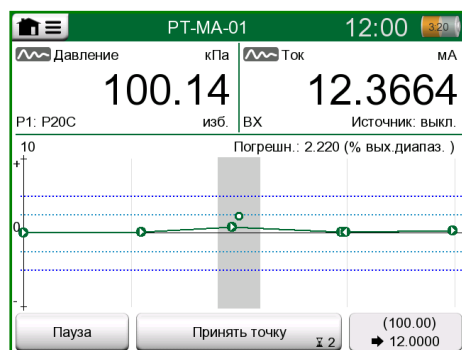 PT-MA-01
12:00
3:20
Давление кПа
100.14
P1: P20C изб.
Ток мА
12.3664
ВХ Источник: выкл.
10
Погрешн.: 2.220 (% вых.диапаз. )
+
0
-
Пауза
Принять точку
2
(100.00)
➡ 12.0000